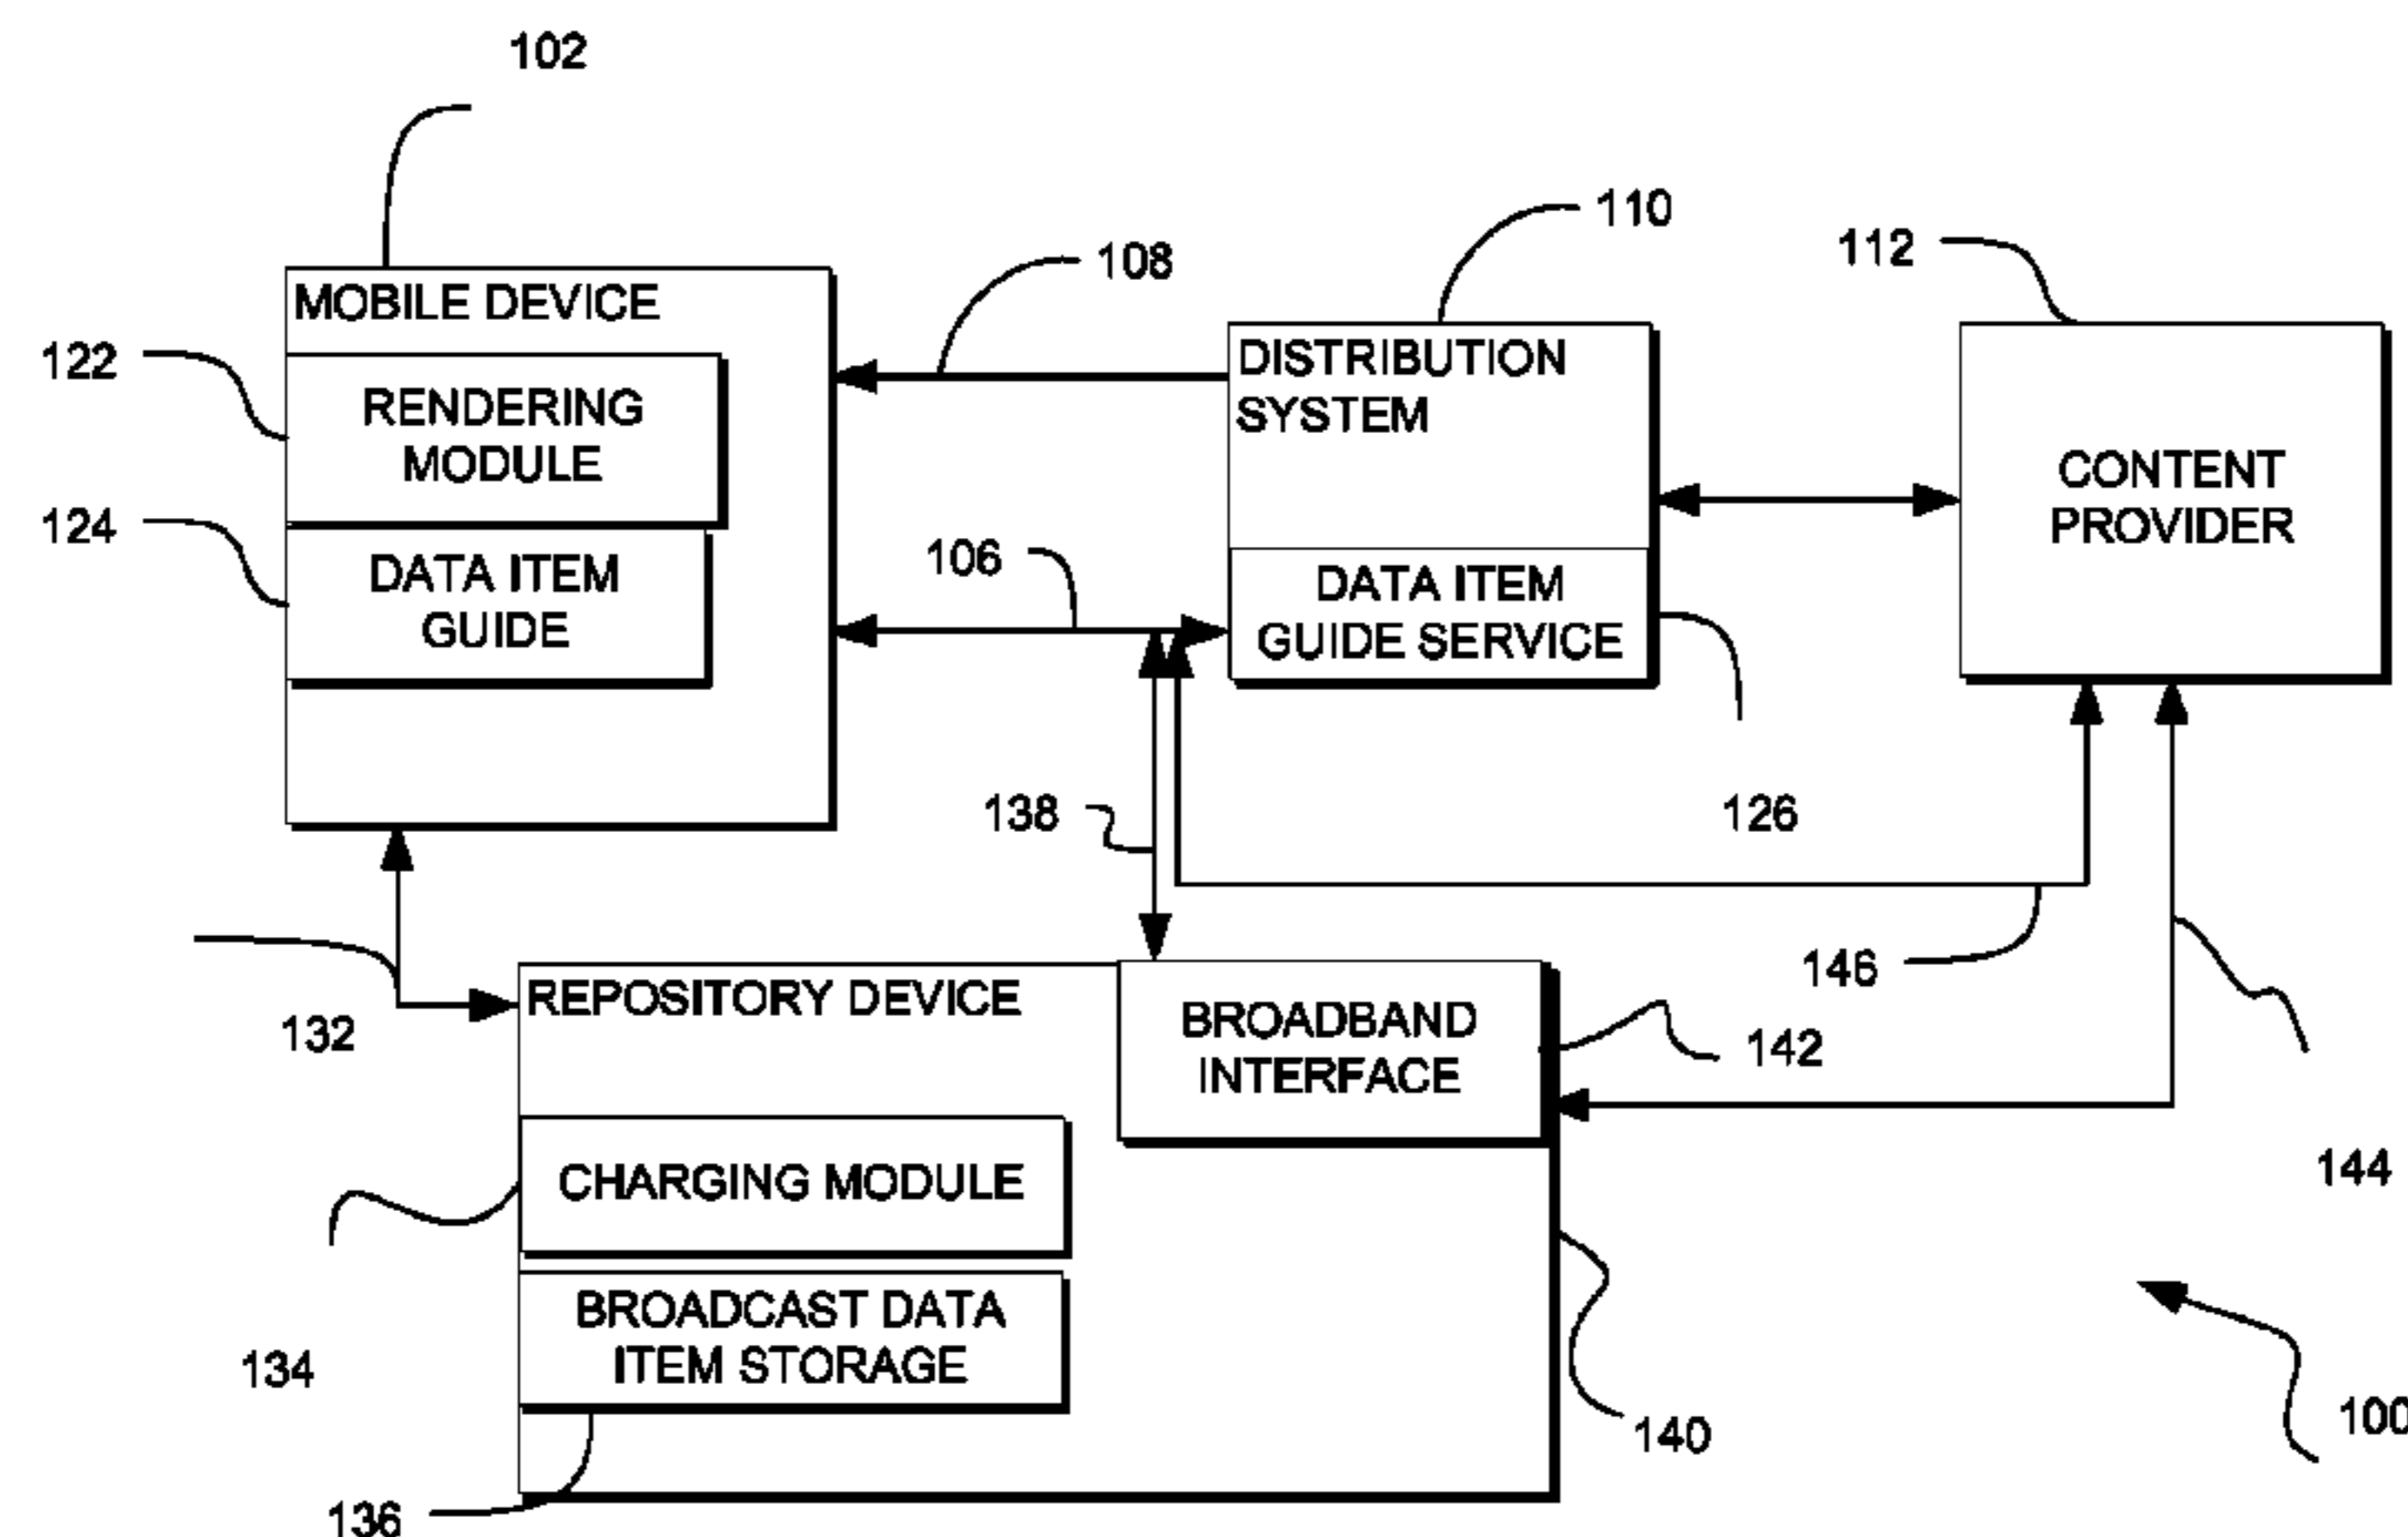 102
110
108
112
MOBILE DEVICE
122
RENDERING
MODULE
DISTRIBUTION
SYSTEM
CONTENT
PROVIDER
124
DATA ITEM
GUIDE
106
DATA ITEM
GUIDE SERVICE
138
126
146
132
REPOSITORY DEVICE
BROADBAND
INTERFACE
142
144
CHARGING MODULE
134
BROADCAST DATA
ITEM STORAGE
140
100
136